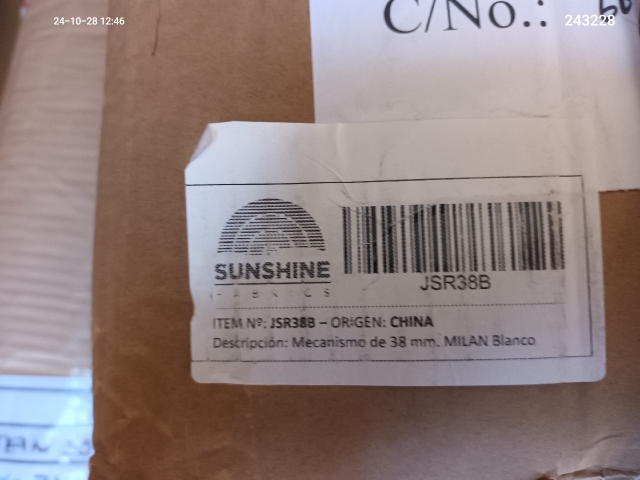 24-10-28 12:46
C/No.:
243228
SUNSHINE
FABRICS
JSR38B
ITEM Nº: JSR38B – ORIGEN: CHINA
Descripción: Mecanismo de 38 mm. MILAN Blanco